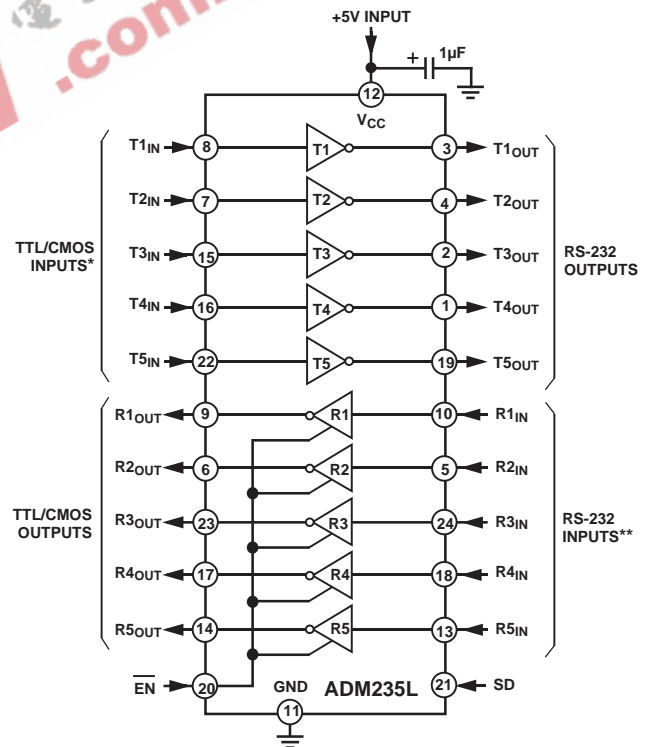 .com
+5V INPUT
+ 1µF
12
VCC
T1IN 8 T1 3 T1OUT
T2IN 7 T2 4 T2OUT
T3IN 15 T3 2 T3OUT
T4IN 16 T4 1 T4OUT
T5IN 22 T5 19 T5OUT
TTL/CMOS
INPUTS*
RS-232
OUTPUTS
R1OUT 9 R1 10 R1IN
R2OUT 6 R2 5 R2IN
R3OUT 23 R3 24 R3IN
R4OUT 17 R4 18 R4IN
R5OUT 14 R5 13 R5IN
TTL/CMOS
OUTPUTS
RS-232
INPUTS**
EN 20 GND ADM235L 21 SD
11